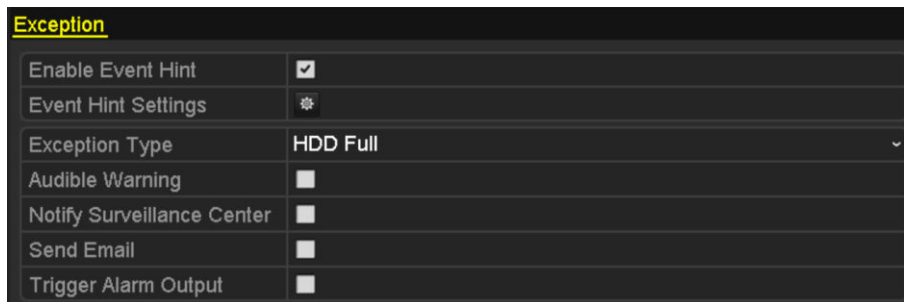 Exception
Enable Event Hint
Event Hint Settings
Exception Type HDD Full
Audible Warning
Notify Surveillance Center
Send Email
Trigger Alarm Output